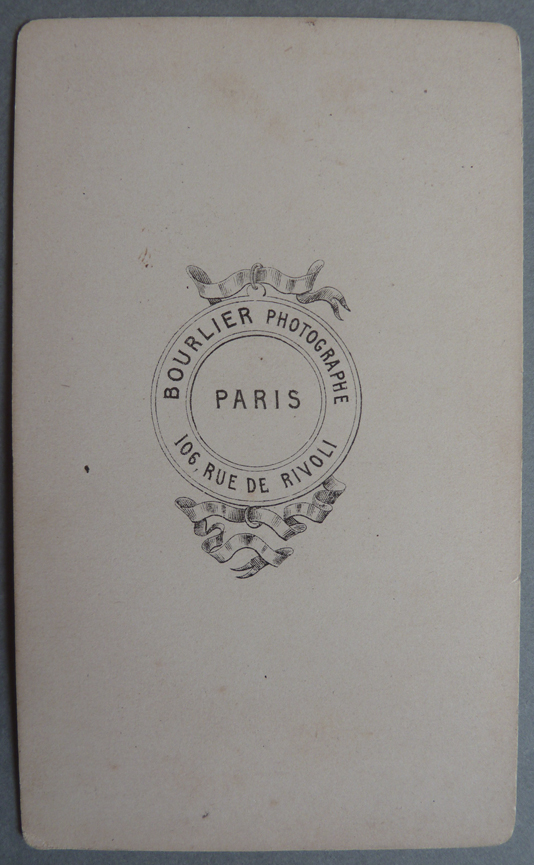 BOURLIER PHOTOGRAPHE
PARIS
106, RUE DE RIVOLI